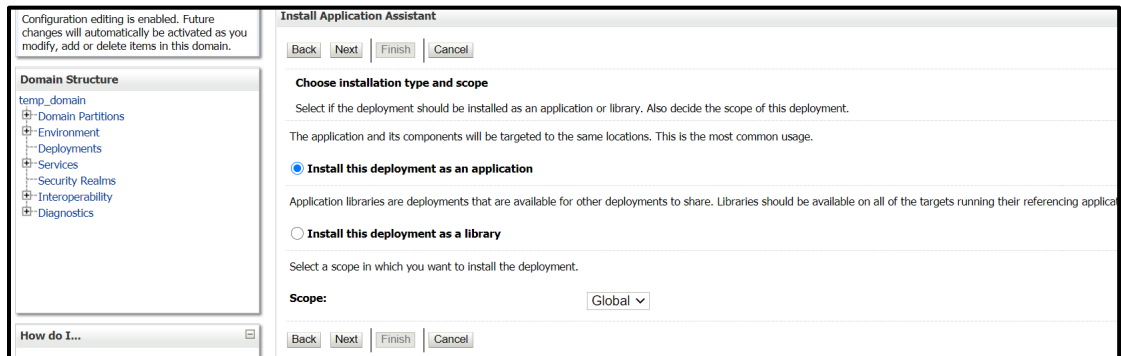 Configuration editing is enabled. Future
changes will automatically be activated as you
modify, add or delete items in this domain.
Domain Structure
temp_domain
Domain Partitions
Environment
Deployments
Services
Security Realms
Interoperability
Diagnostics
How do I...
Install Application Assistant
Back Next Finish Cancel
Choose installation type and scope
Select if the deployment should be installed as an application or library. Also decide the scope of this deployment.
The application and its components will be targeted to the same locations. This is the most common usage.
Install this deployment as an application
Application libraries are deployments that are available for other deployments to share. Libraries should be available on all of the targets running their referencing applicat
Install this deployment as a library
Select a scope in which you want to install the deployment.
Scope: Global
Back Next Finish Cancel